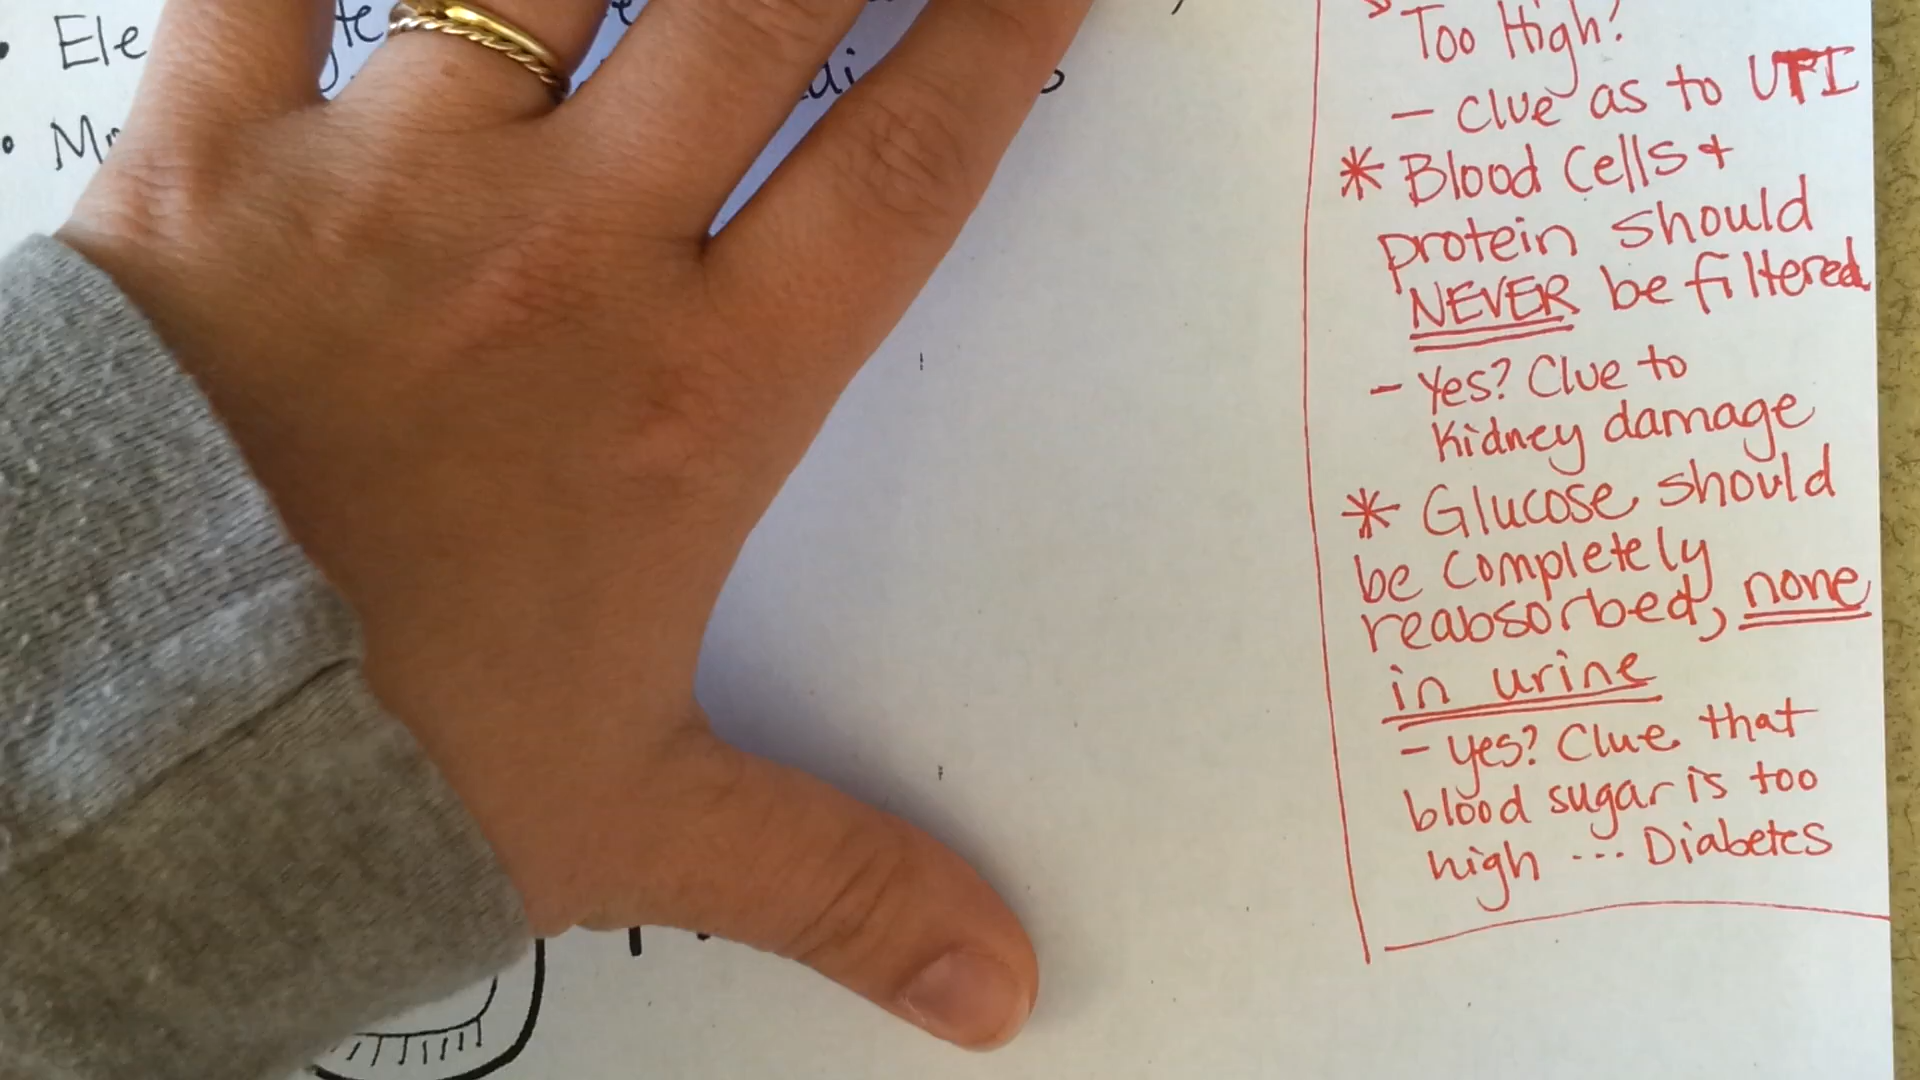 • Ele
• Mr
Too High?
- Clue as to UTI
* Blood Cells +
protein should
NEVER be filtered
- Yes? Clue to
Kidney damage
* Glucose should
be completely
reabsorbed, none
in urine
- yes? Clue that
blood sugar is too
high ... Diabetes